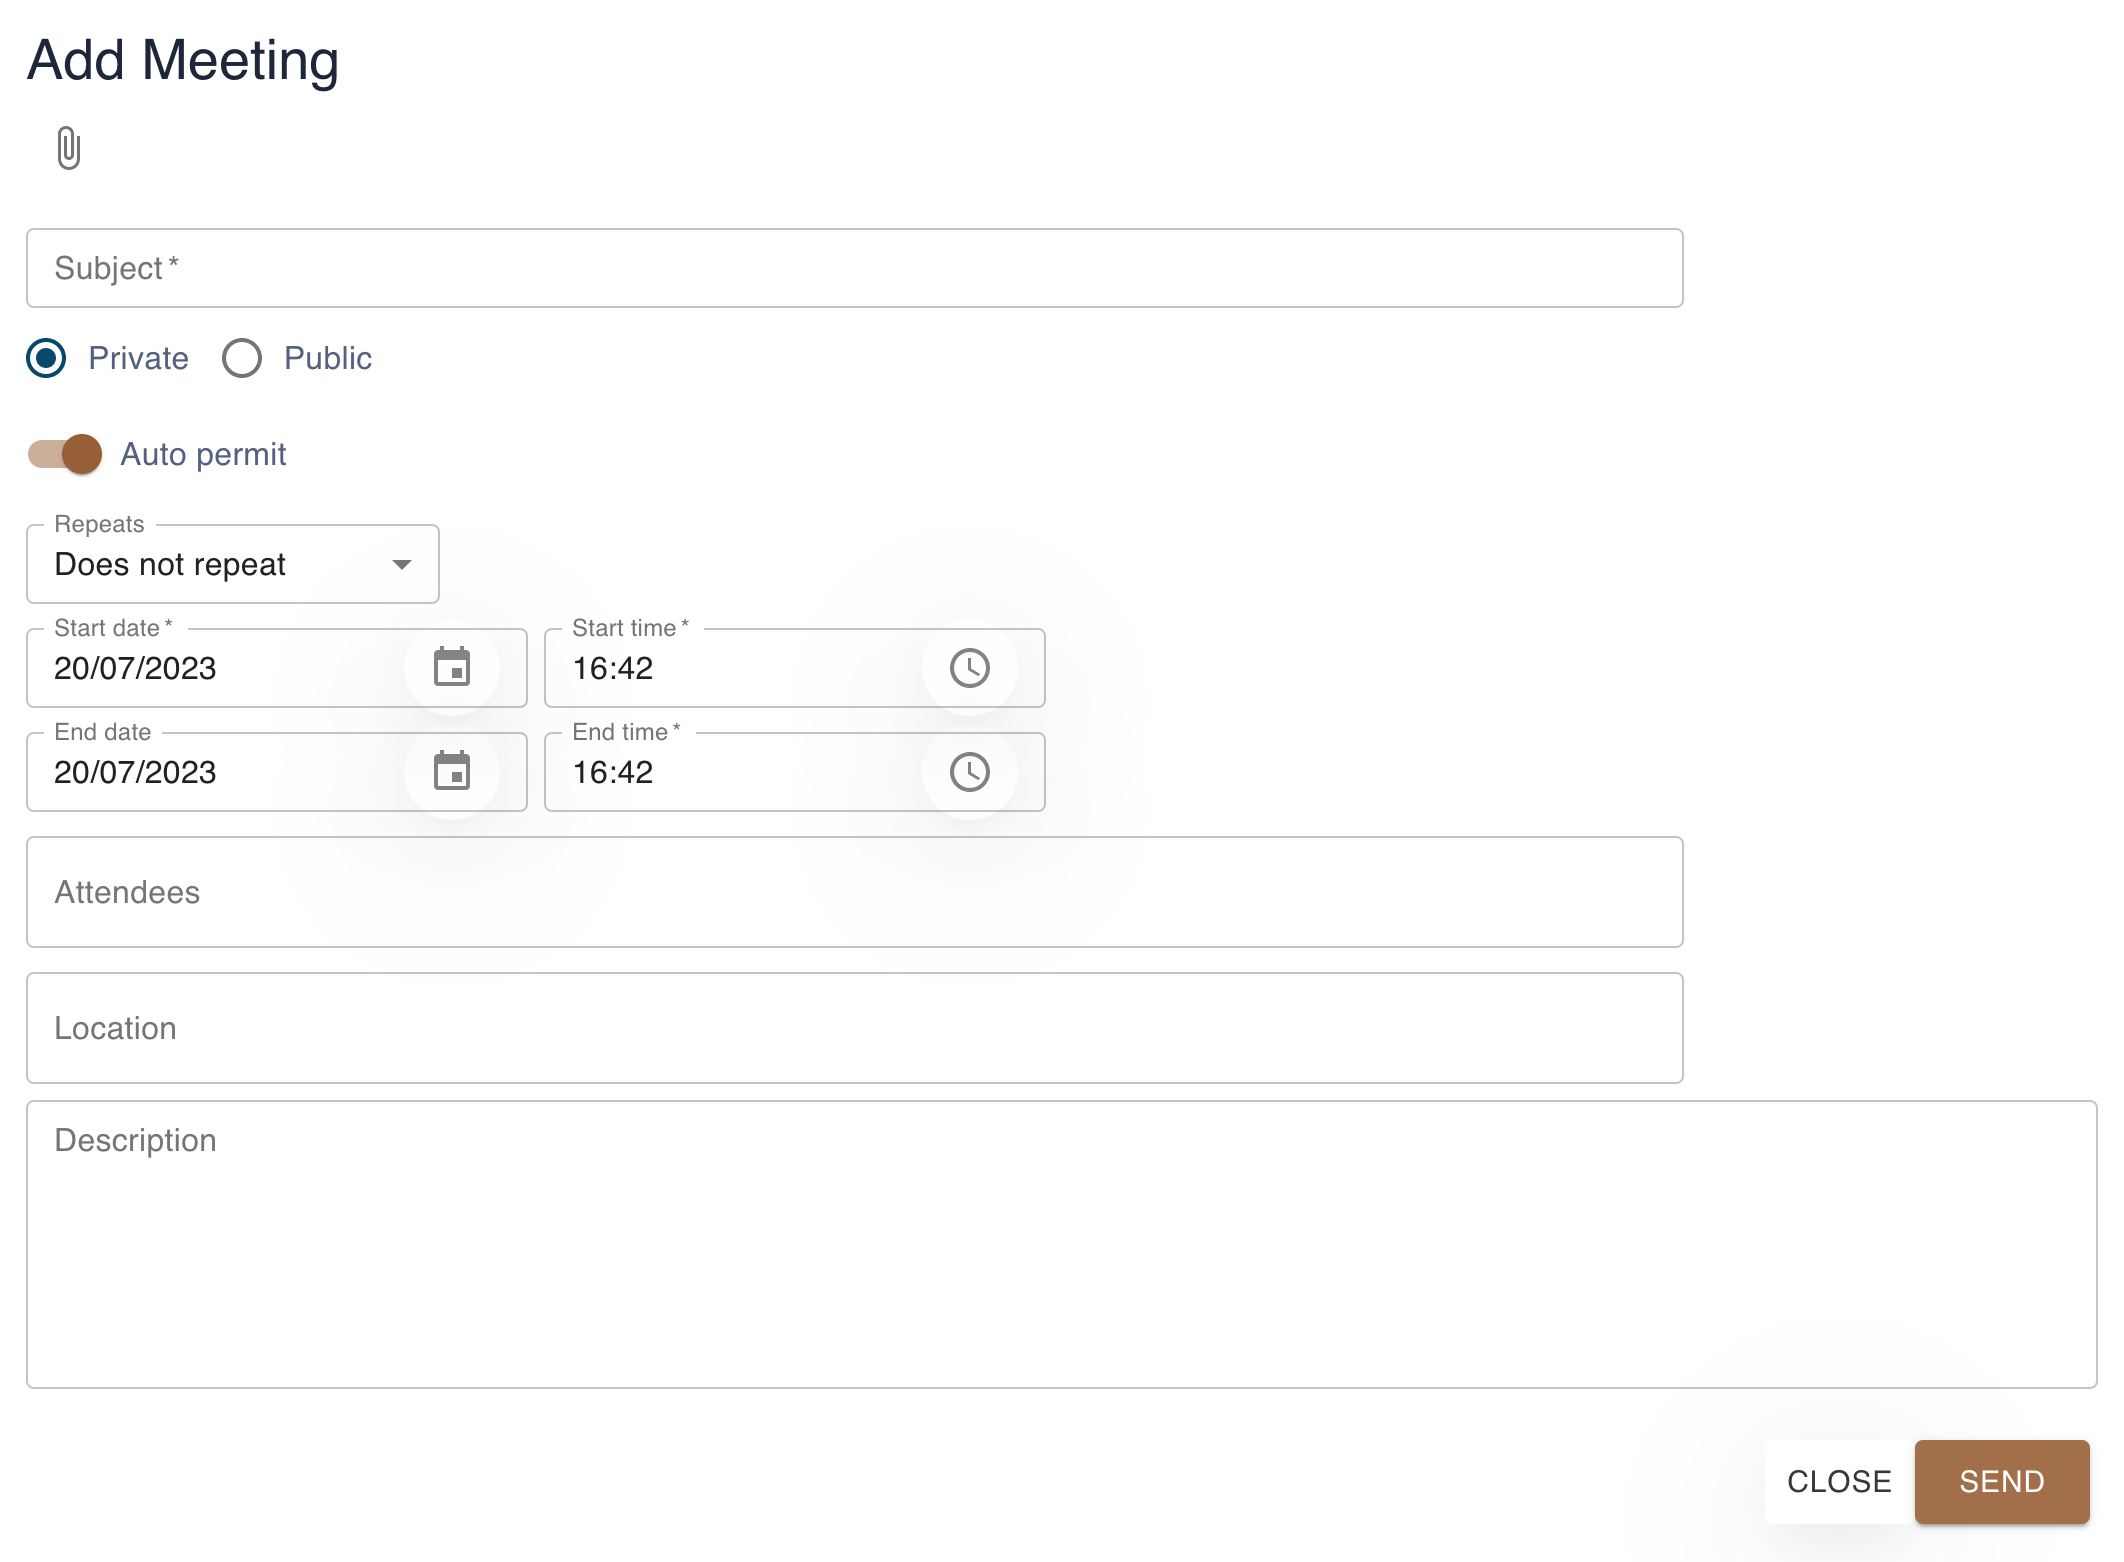 Add Meeting
Subject *
Private Public
Auto permit
Repeats
Does not repeat
Start date * Start time *
20/07/2023 16:42
End date End time *
20/07/2023 16:42
Attendees
Location
Description
CLOSE SEND